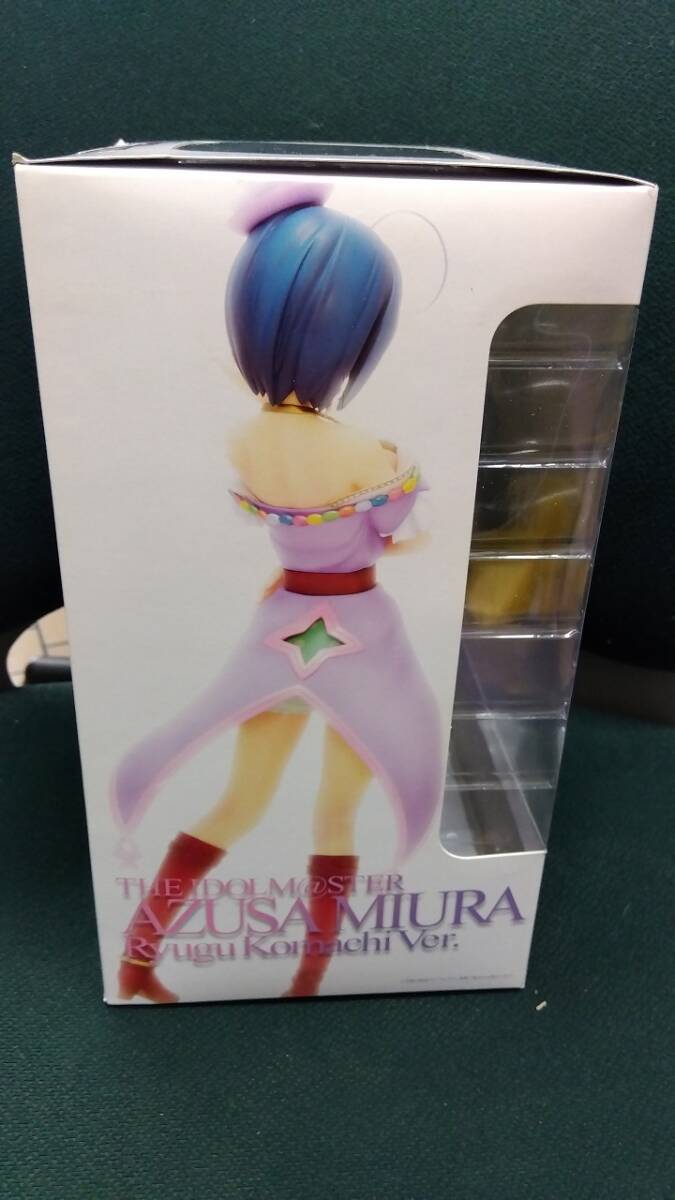 THE IDOLM@STER
AZUSA MIURA
Ryugu Komachi Ver.